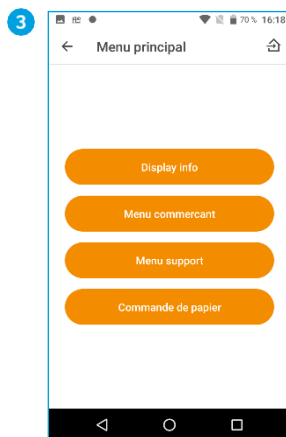 3
70 % 16:18
Menu principal
Display info
Menu commercant
Menu support
Commande de papier